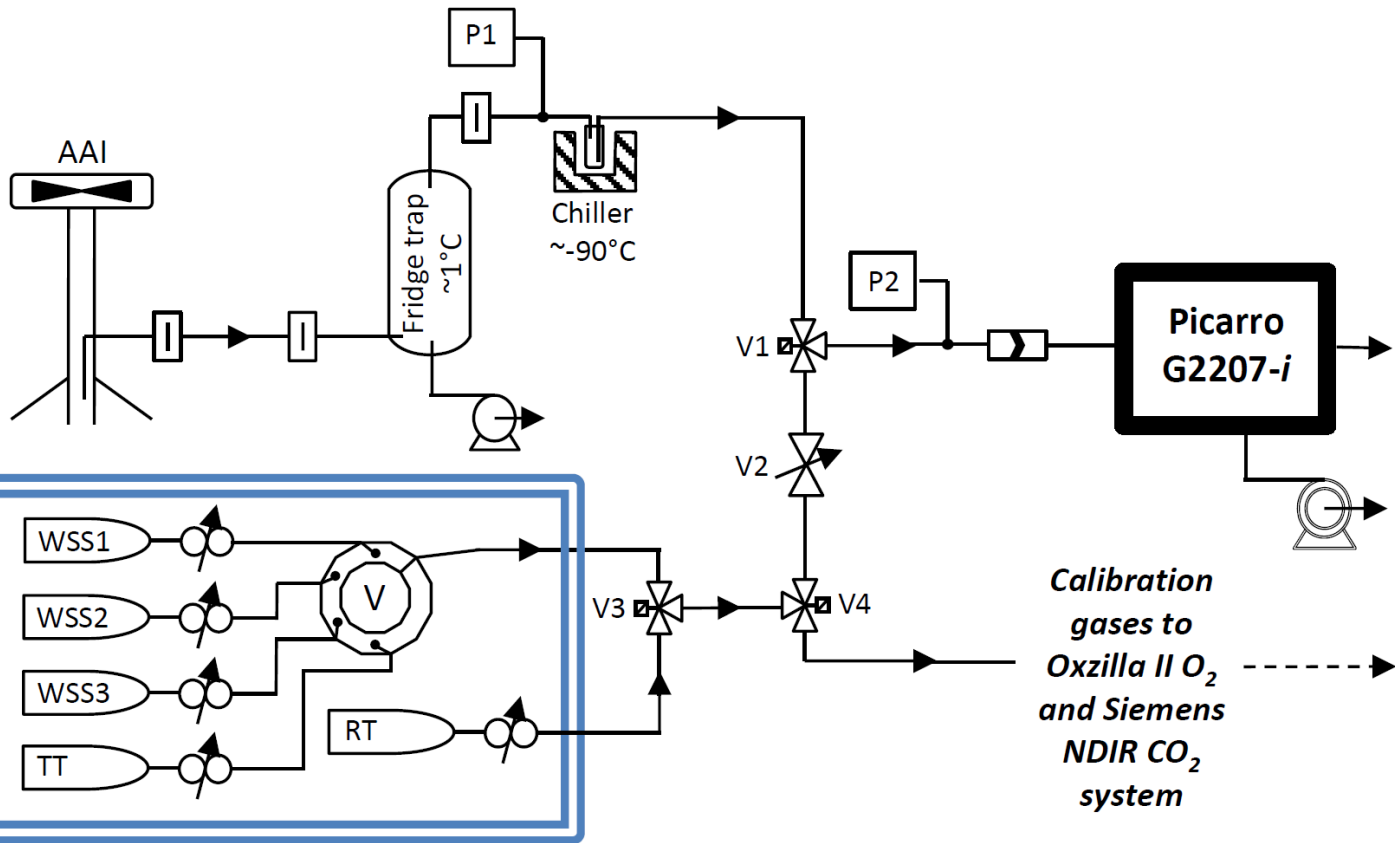 P1
AAI
Fridge trap
~1°C
Chiller
~-90°C
P2
V1
Picarro
G2207-i
V2
WSS1
WSS2
V
WSS3
TT
RT
V3
V4
Calibration
gases to
Oxzilla II O₂
and Siemens
NDIR CO₂
system